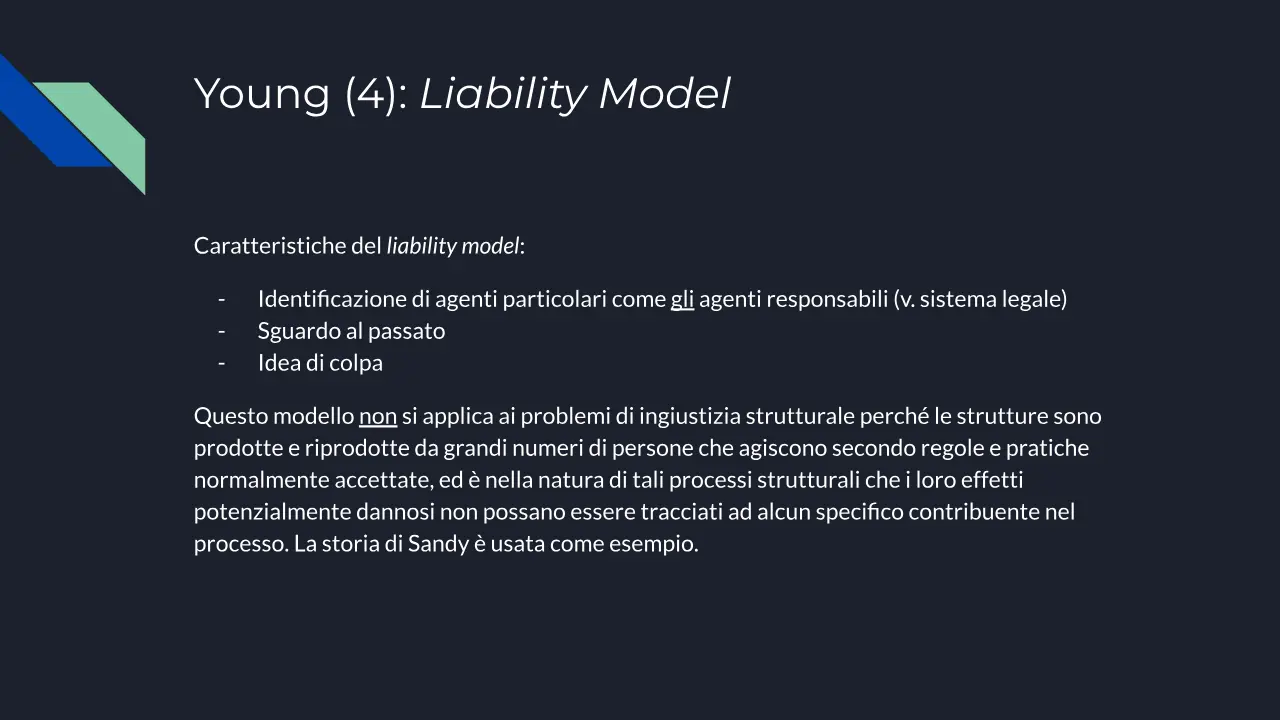 Young (4): Liability Model
Caratteristiche del liability model:
- Identificazione di agenti particolari come gli agenti responsabili (v. sistema legale)
- Sguardo al passato
- Idea di colpa
Questo modello non si applica ai problemi di ingiustizia strutturale perché le strutture sono
prodotte e riprodotte da grandi numeri di persone che agiscono secondo regole e pratiche
normalmente accettate, ed è nella natura di tali processi strutturali che i loro effetti
potenzialmente dannosi non possano essere tracciati ad alcun specifico contribuente nel
processo. La storia di Sandy è usata come esempio.